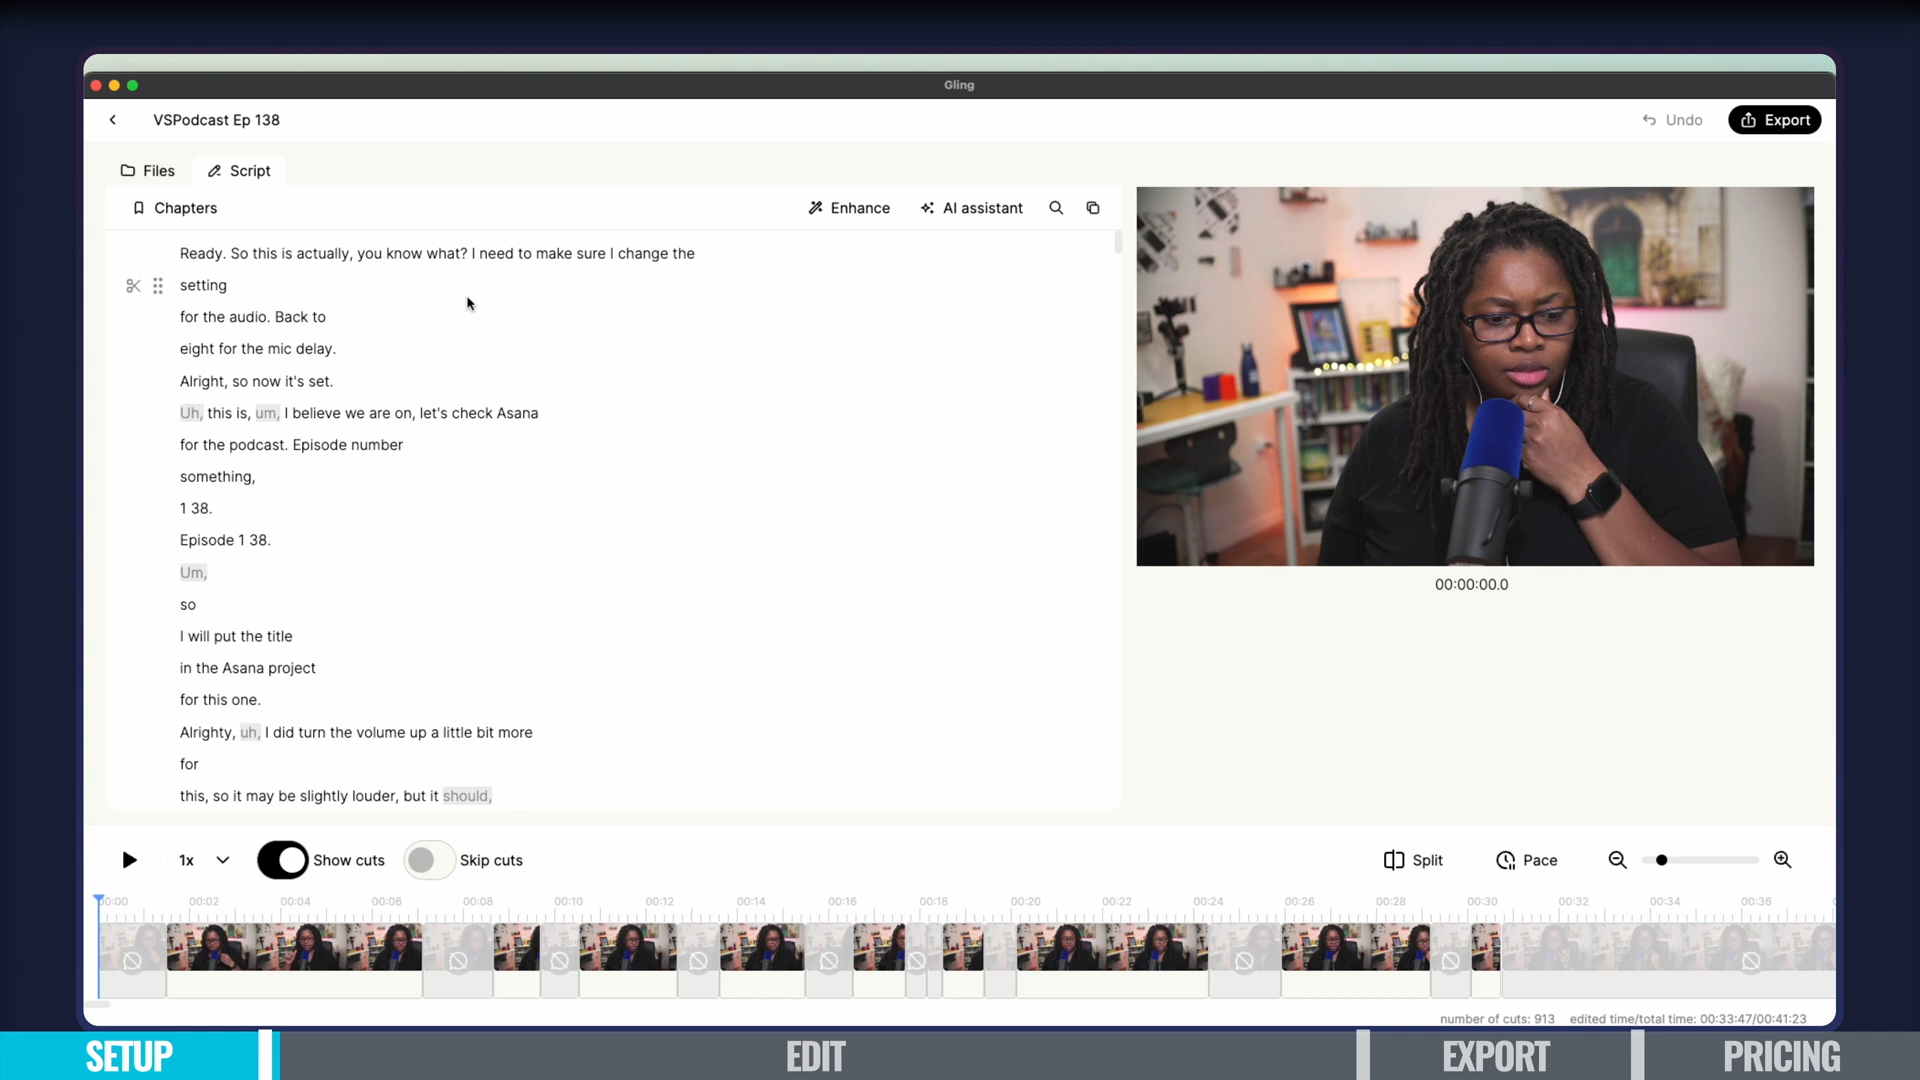 Gling
VSPodcast Ep 138
Undo
Export
Files
Script
Chapters
Enhance
AI assistant
Ready. So this is actually, you know what? I need to make sure I change the
setting
for the audio. Back to
eight for the mic delay.
Alright, so now it's set.
Uh, this is, um, I believe we are on, let's check Asana
for the podcast. Episode number
something,
1 38.
Episode 1 38.
Um,
so
I will put the title
in the Asana project
for this one.
Alrighty, uh, I did turn the volume up a little bit more
for
this, so it may be slightly louder, but it should,
00:00:00.0
1x
Show cuts
Skip cuts
Split
Pace
00:00 00:02 00:04 00:06 00:08 00:10 00:12 00:14 00:16 00:18 00:20 00:22 00:24 00:26 00:28 00:30 00:32 00:34 00:36
number of cuts: 913 edited time/total time: 00:33:47/00:41:23
SETUP EDIT EXPORT PRICING